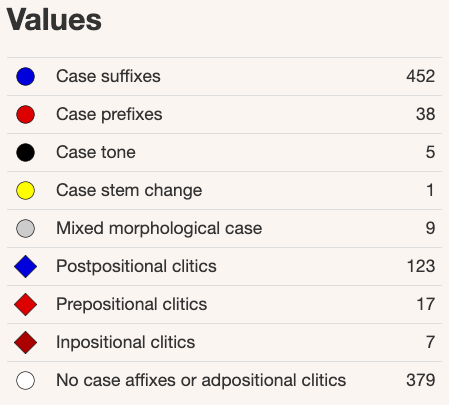 Values
Case suffixes 452
Case prefixes 38
Case tone 5
Case stem change 1
Mixed morphological case 9
Postpositional clitics 123
Prepositional clitics 17
Inpositional clitics 7
No case affixes or adpositional clitics 379